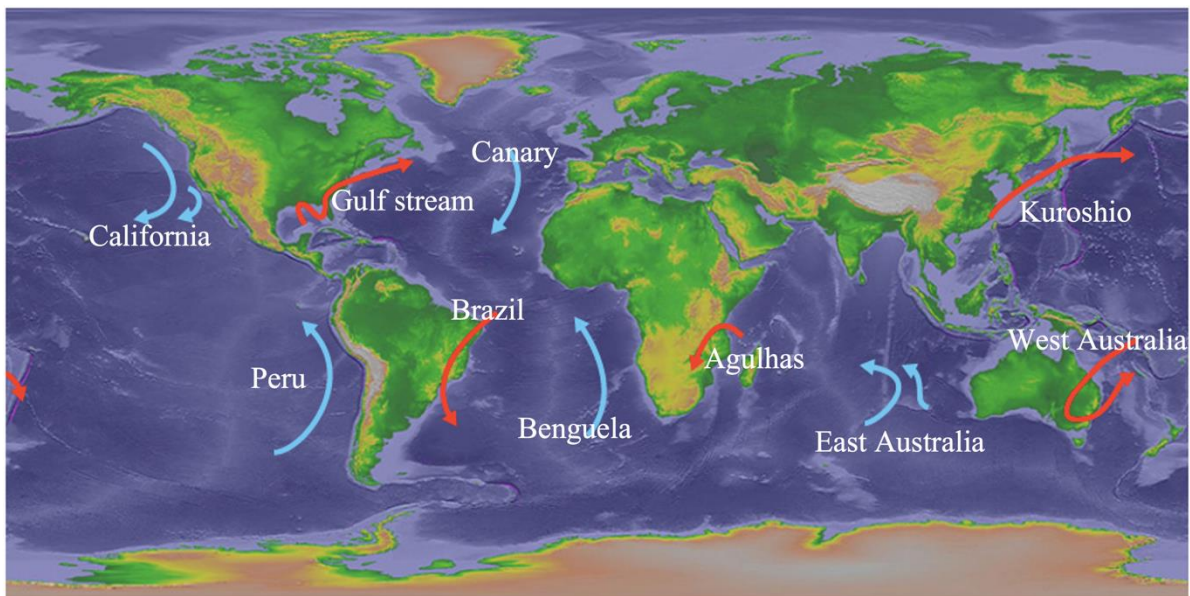 Canary
Gulf stream
Kuroshio
California
Brazil
West Australia
Agulhas
Peru
Benguela
East Australia